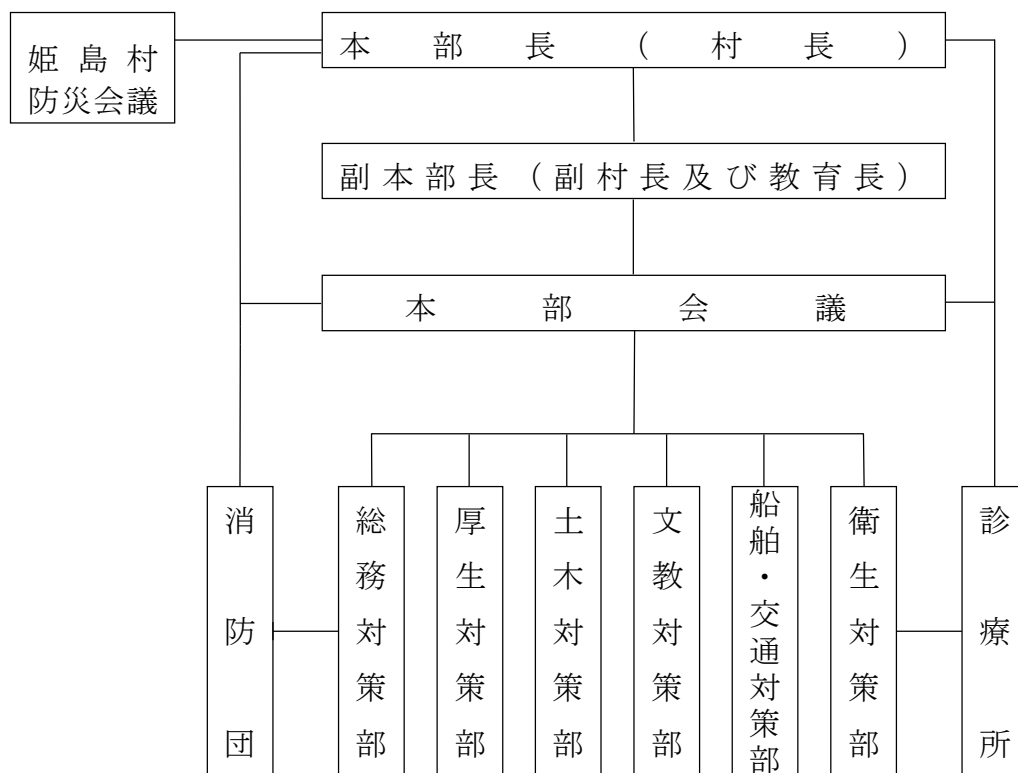 姫島村
防災会議
本部長(村長)
副本部長(副村長及び教育長)
本部会議
消防団
総務対策部
厚生対策部
土木対策部
文教対策部
船舶・交通対策部
衛生対策部
診療所